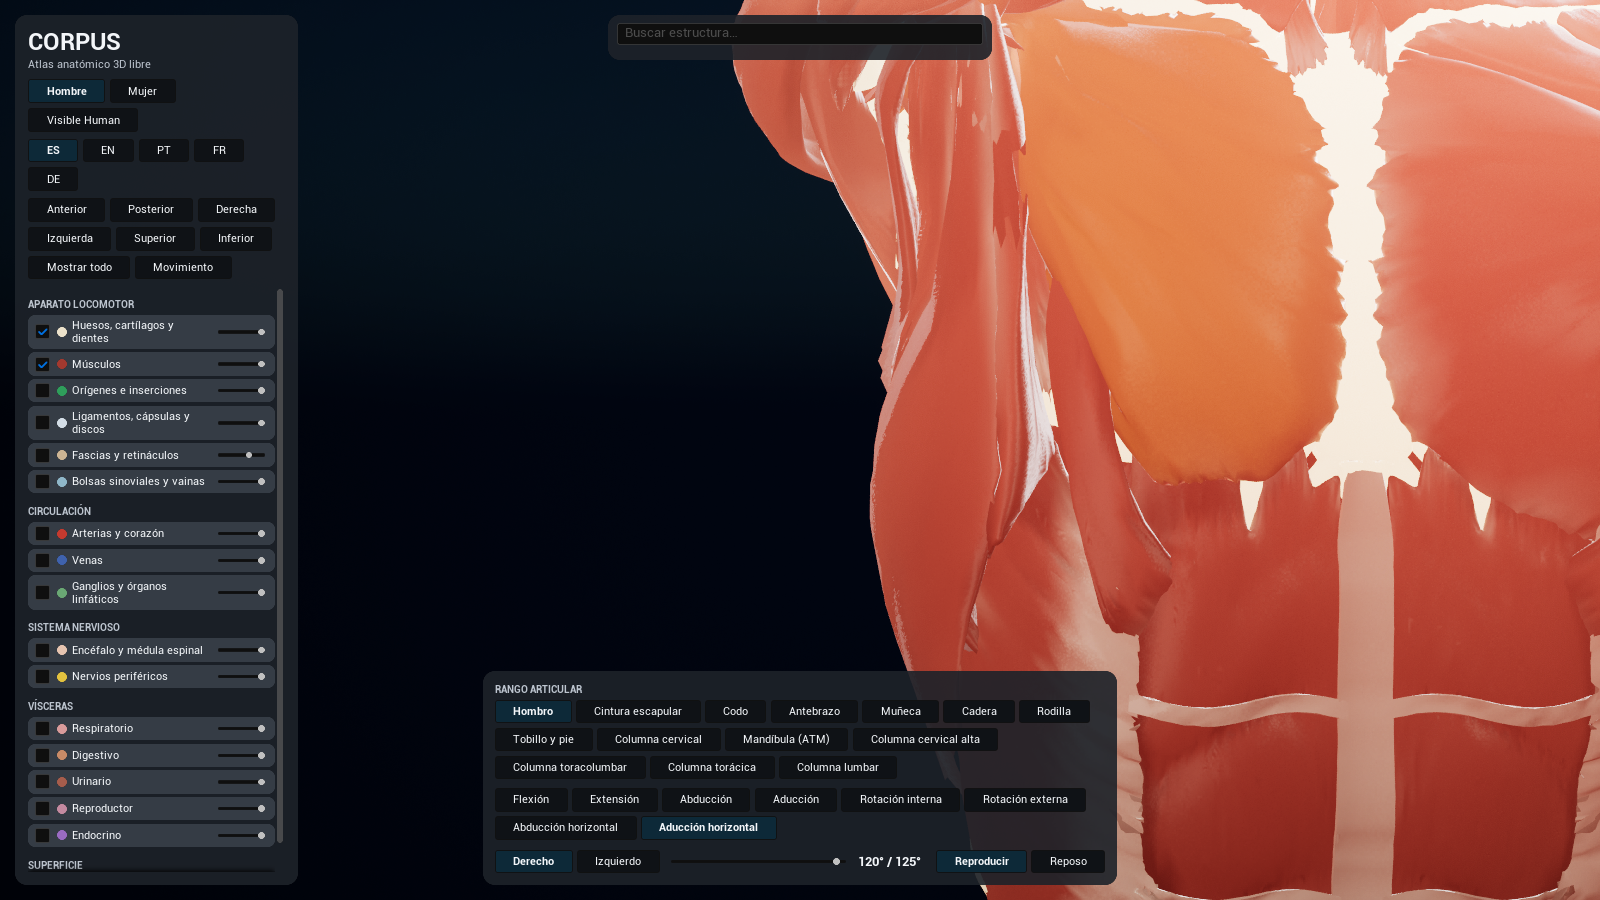 CORPUS
Atlas anatómico 3D libre
Hombre
Mujer
Visible Human
ES
EN
PT
FR
DE
Anterior
Posterior
Derecha
Izquierda
Superior
Inferior
Mostrar todo
Movimiento
APARATO LOCOMOTOR
Huesos, cartílagos y
dientes
Músculos
Orígenes e inserciones
Ligamentos, cápsulas y
discos
Fascias y retináculos
Bolsas sinoviales y vainas
CIRCULACIÓN
Arterias y corazón
Venas
Ganglios y órganos
linfáticos
SISTEMA NERVIOSO
Encéfalo y médula espinal
Nervios periféricos
VÍSCERAS
Respiratorio
Digestivo
Urinario
Reproductor
Endocrino
SUPERFICIE
Buscar estructura...
RANGO ARTICULAR
Hombro
Cintura escapular
Codo
Antebrazo
Muñeca
Cadera
Rodilla
Tobillo y pie
Columna cervical
Mandíbula (ATM)
Columna cervical alta
Columna toracolumbar
Columna torácica
Columna lumbar
Flexión
Extensión
Abducción
Aducción
Rotación interna
Rotación externa
Abducción horizontal
Aducción horizontal
Derecho
Izquierdo
120° / 125°
Reproducir
Reposo